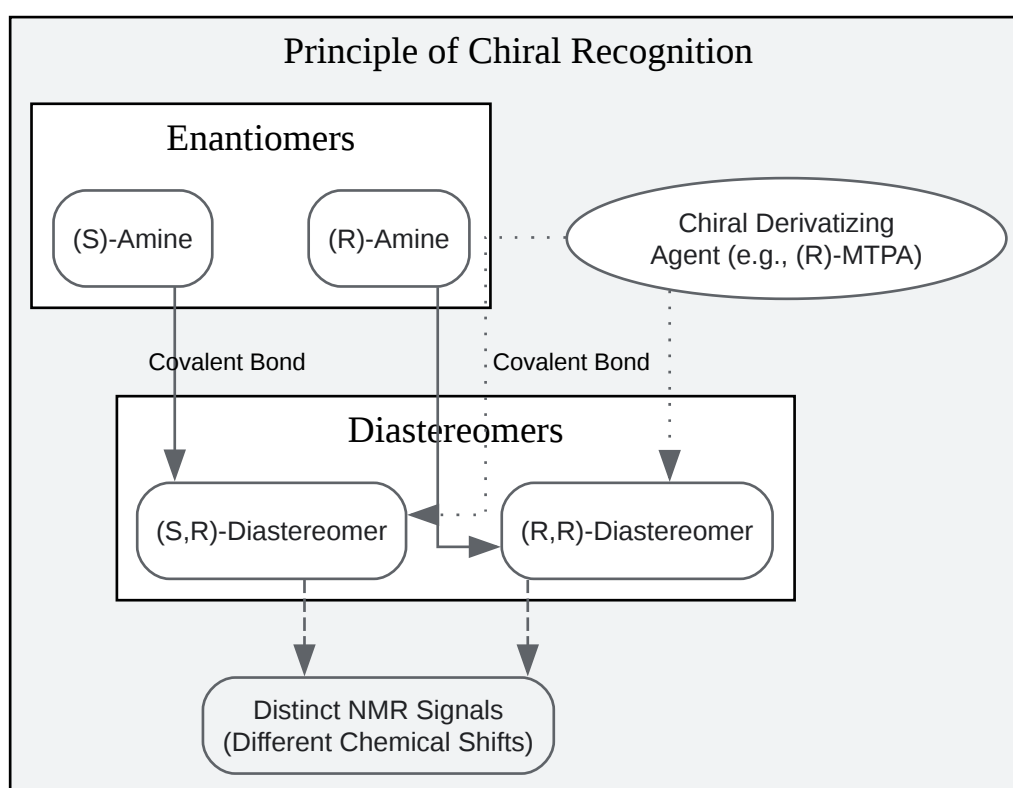 Principle of Chiral Recognition
Enantiomers
(S)-Amine
(R)-Amine
Chiral Derivatizing
Agent (e.g., (R)-MTPA)
Covalent Bond
Covalent Bond
Diastereomers
(S,R)-Diastereomer
(R,R)-Diastereomer
Distinct NMR Signals
(Different Chemical Shifts)